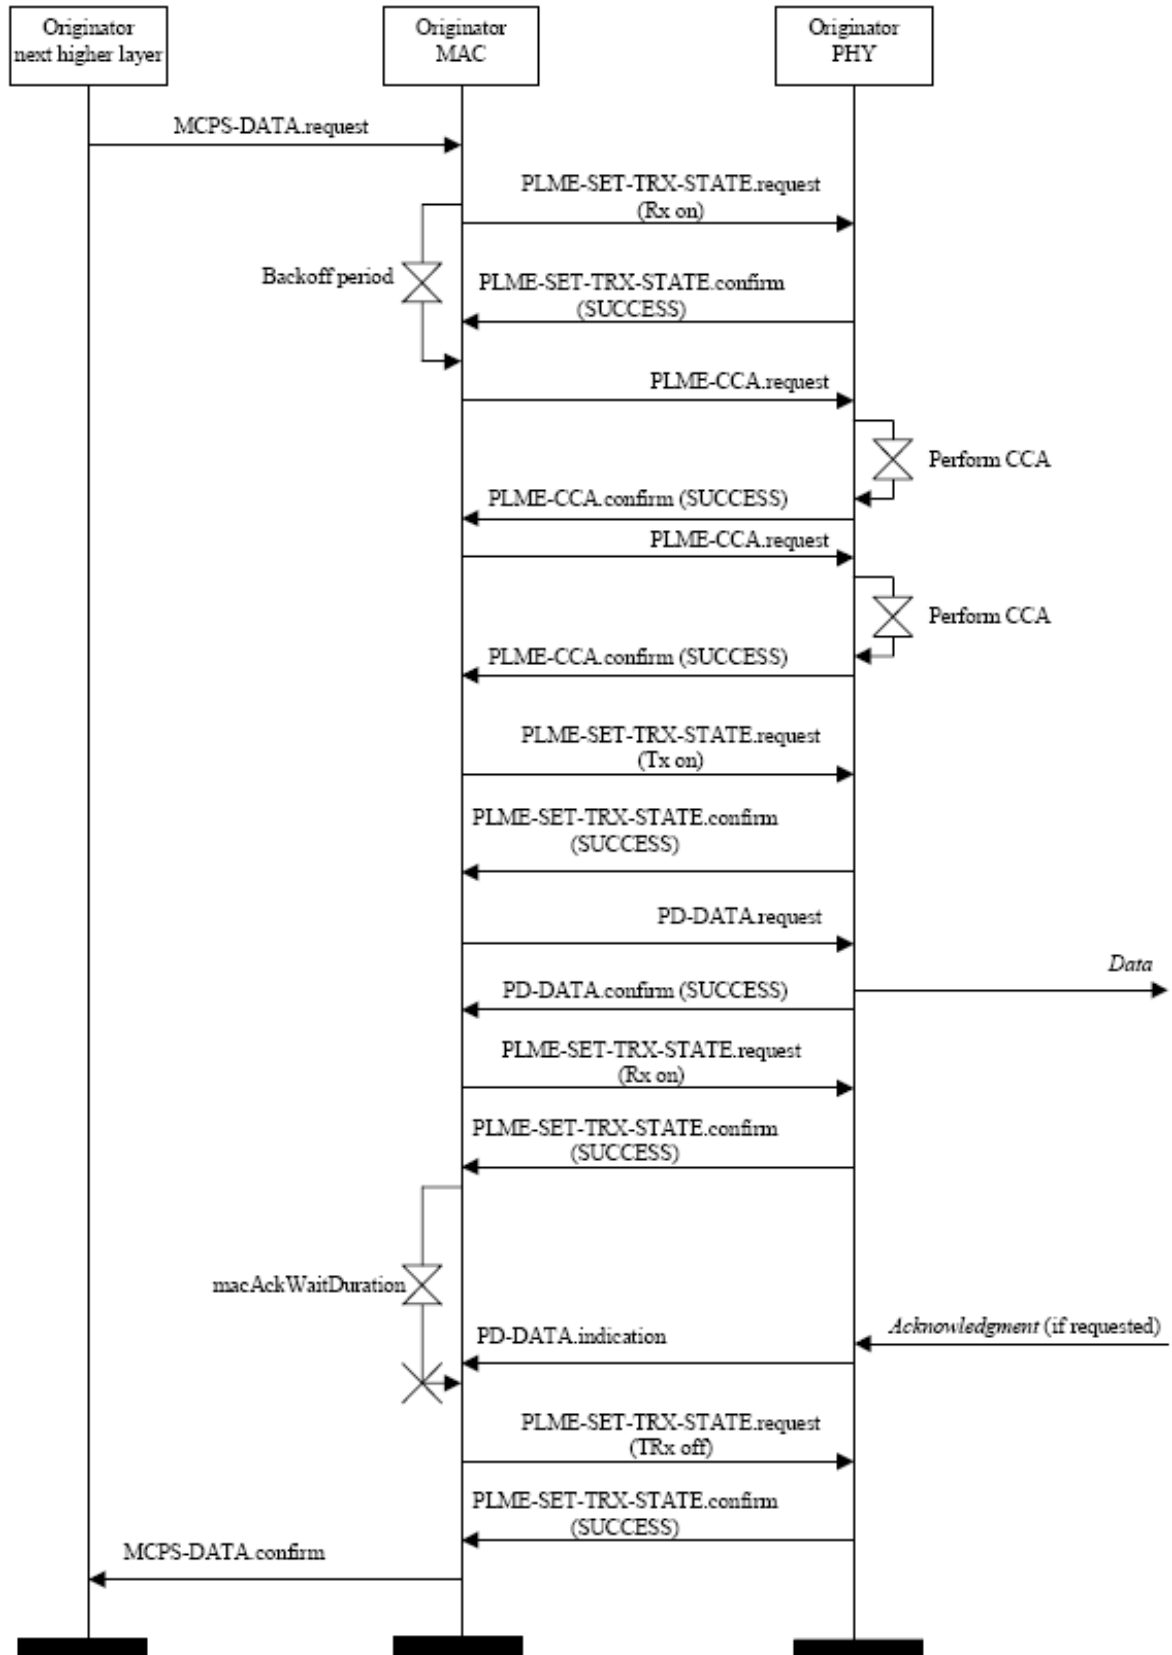 Originator
next higher layer
Originator
MAC
Originator
PHY
MCPS-DATA.request
PLME-SET-TRX-STATE.request
(Rx on)
Backoff period
PLME-SET-TRX-STATE.confirm
(SUCCESS)
PLME-CCA.request
Perform CCA
PLME-CCA.confirm (SUCCESS)
PLME-CCA.request
Perform CCA
PLME-CCA.confirm (SUCCESS)
PLME-SET-TRX-STATE.request
(Tx on)
PLME-SET-TRX-STATE.confirm
(SUCCESS)
PD-DATA.request
Data
PD-DATA.confirm (SUCCESS)
PLME-SET-TRX-STATE.request
(Rx on)
PLME-SET-TRX-STATE.confirm
(SUCCESS)
macAckWaitDuration
Acknowledgment (if requested)
PD-DATA.indication
PLME-SET-TRX-STATE.request
(TRx off)
PLME-SET-TRX-STATE.confirm
(SUCCESS)
MCPS-DATA.confirm